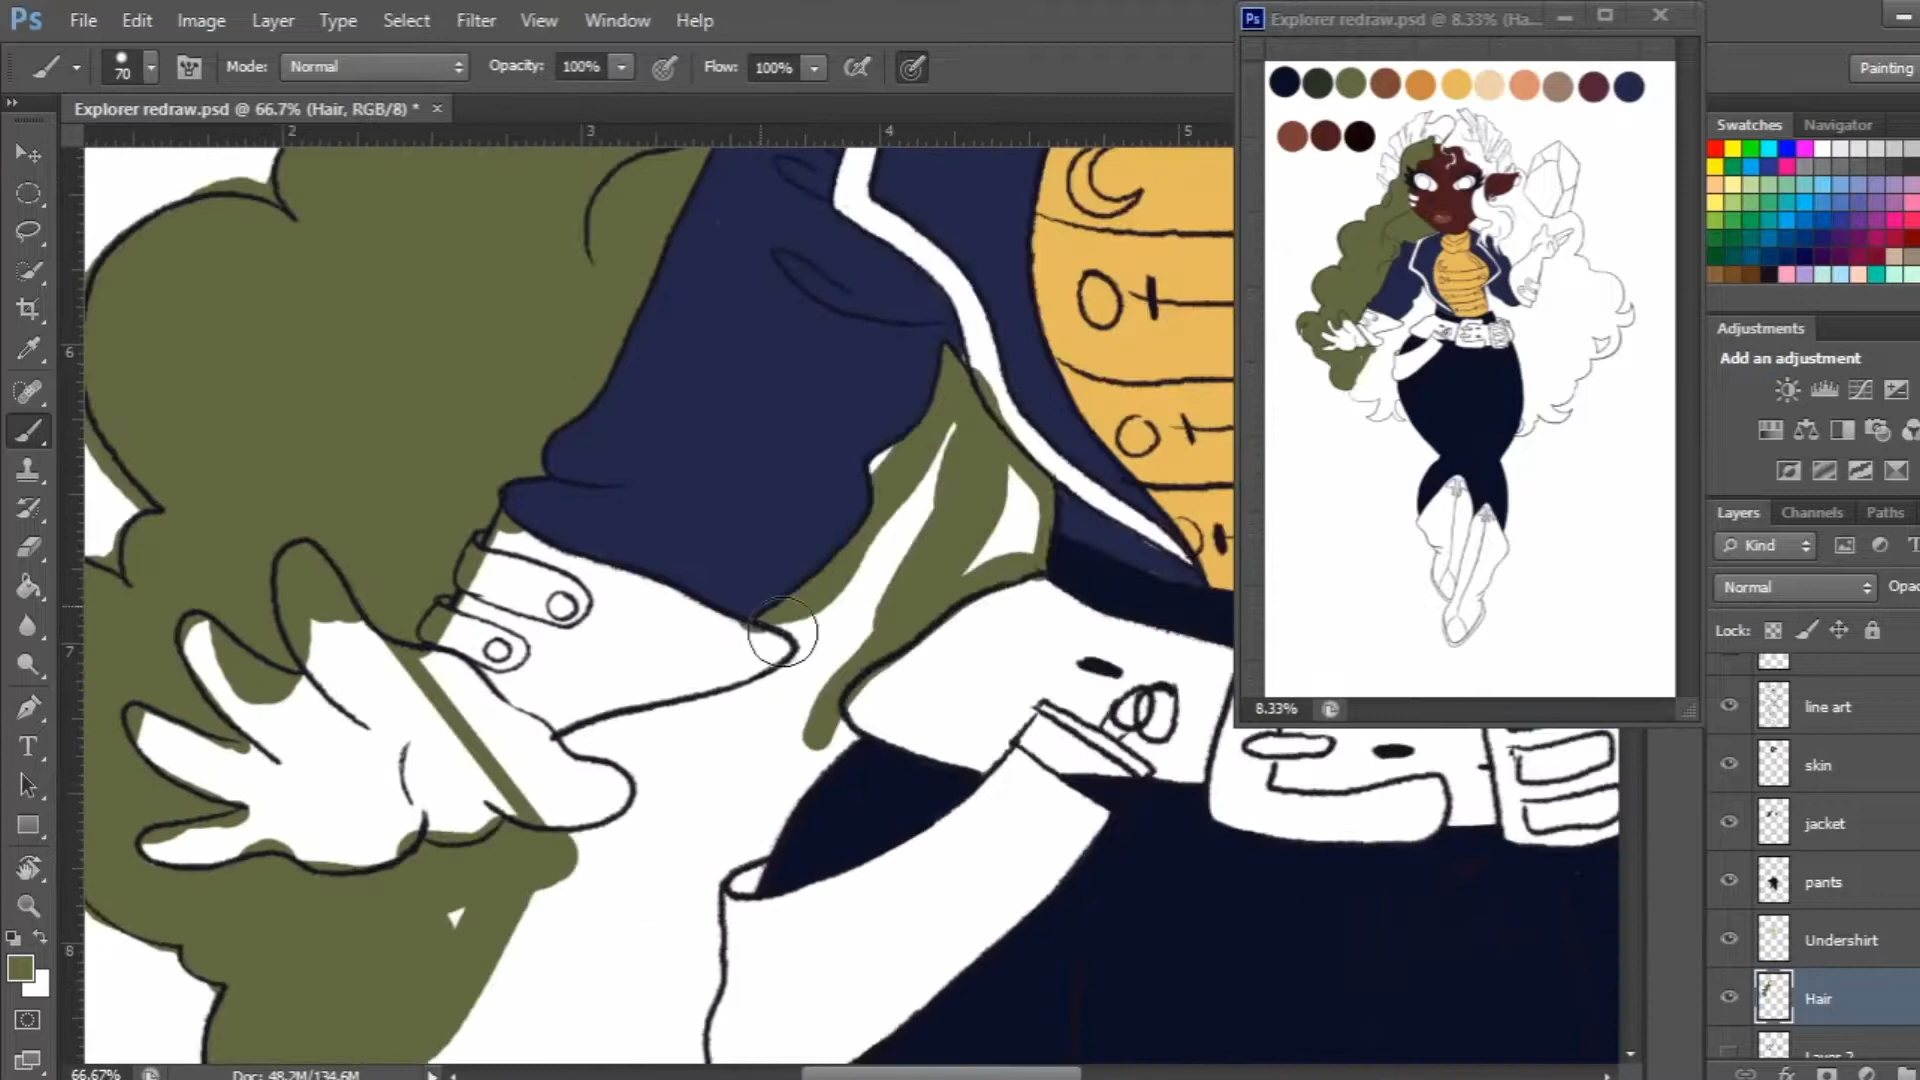 Ps File Edit Image Layer Type Select Filter View Window Help
Ps Explorer redraw.psd @ 8.33% (Ha...
70 Mode: Normal Opacity: 100% Flow: 100%
Painting
Explorer redraw.psd @ 66.7% (Hair, RGB/8) *
2 3 4 5
6
7
8
Swatches Navigator
Adjustments
Add an adjustment
Layers Channels Paths
Kind
Normal Opac
Lock:
line art
skin
jacket
pants
Undershirt
Hair
8.33%
66.67% Doc: 48.2M/134.6M